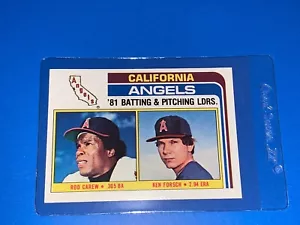 Angels
CALIFORNIA
ANGELS
'81 BATTING & PITCHING LDRS.
ROD CAREW • .305 BA
KEN FORSCH • 2.94 ERA